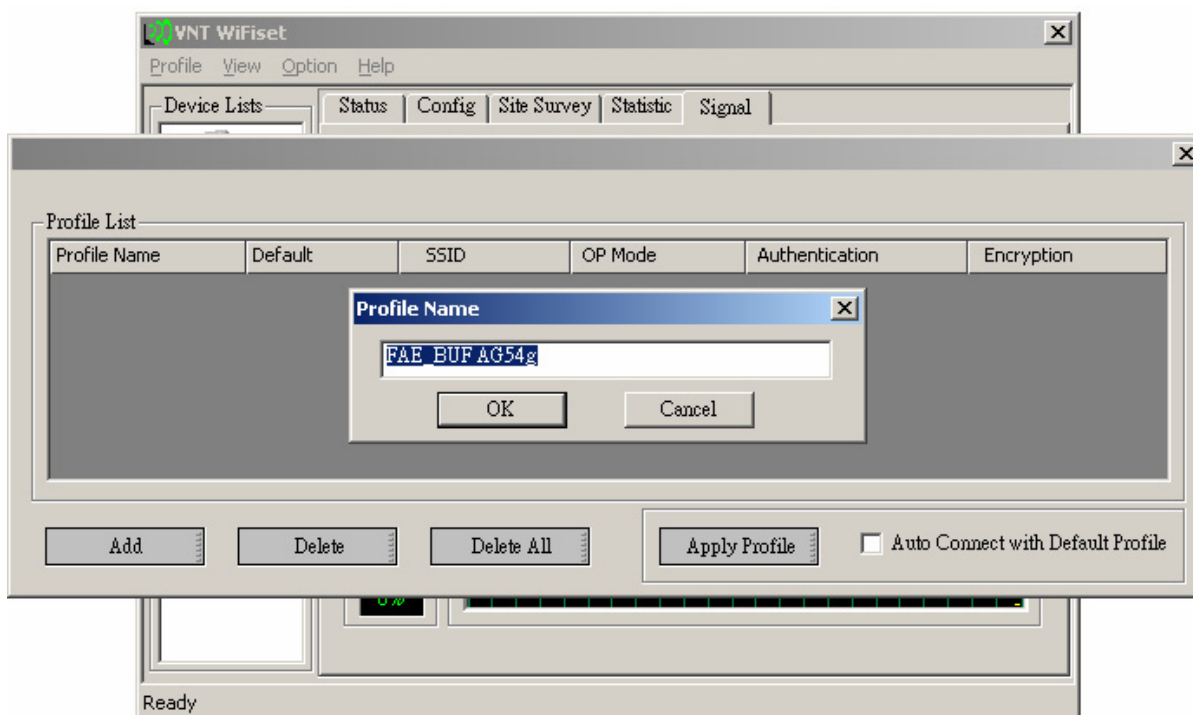 VNT WiFiset
Profile View Option Help
Device Lists
Status Config Site Survey Statistic Signal
Profile List
Profile Name Default SSID OP Mode Authentication Encryption
Profile Name
FAE_BUF AG54g
OK Cancel
Add Delete Delete All Apply Profile Auto Connect with Default Profile
Ready